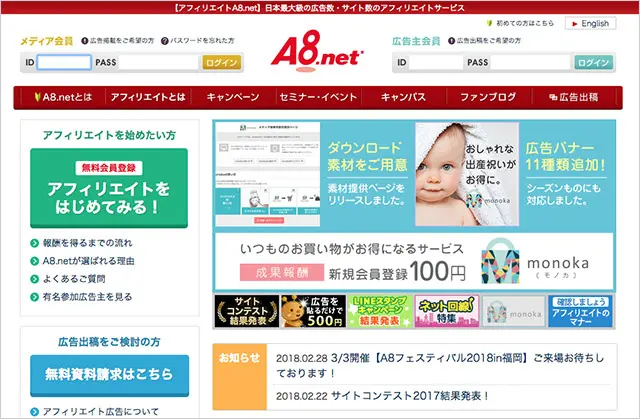 【アフィリエイトA8.net】日本最大級の広告数・サイト数のアフィリエイトサービス
初めての方はこちら
English
メディア会員
広告掲載をご希望の方
パスワードを忘れた方
ID
PASS
ログイン
A8.net
広告主会員
広告出稿をご希望の方
ID
PASS
ログイン
A8.netとは
アフィリエイトとは
キャンペーン
セミナー・イベント
キャンパス
ファンブログ
広告出稿
アフィリエイトを始めたい方
無料会員登録
アフィリエイトを
はじめてみる!
報酬を得るまでの流れ
A8.netが選ばれる理由
よくあるご質問
有名参加広告主を見る
広告出稿をご検討の方
無料資料請求はこちら
アフィリエイト広告について
ダウンロード
素材をご用意
素材提供ページを
リリースしました。
おしゃれな
出産祝いが
お得に。
monoka
広告バナー
11種類追加!
シーズンものにも
対応しました。
いつものお買い物がお得になるサービス
成果報酬
新規会員登録100円
monoka
(モノカ)
サイト
コンテスト
結果発表!
広告を
貼るだけで
500円
LINEスタンプ
キャンペーン
結果発表!
ネット回線
特集
monoka
確認しましょう
アフィリエイトの
マナー
お知らせ
2018.02.28 3/3開催【A8フェスティバル2018in福岡】ご来場お待ちし
ております!
2018.02.22 サイトコンテスト2017結果発表!